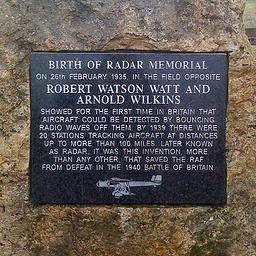 BIRTH OF RADAR MEMORIAL
ON 26th FEBRUARY 1935, IN THE FIELD OPPOSITE
ROBERT WATSON WATT AND
ARNOLD WILKINS
SHOWED FOR THE FIRST TIME IN BRITAIN THAT
AIRCRAFT COULD BE DETECTED BY BOUNCING
RADIO WAVES OFF THEM. BY 1939 THERE WERE
20 STATIONS TRACKING AIRCRAFT AT DISTANCES
UP TO MORE THAN 100 MILES. LATER KNOWN
AS RADAR, IT WAS THIS INVENTION, MORE
THAN ANY OTHER, THAT SAVED THE RAF
FROM DEFEAT IN THE 1940 BATTLE OF BRITAIN.